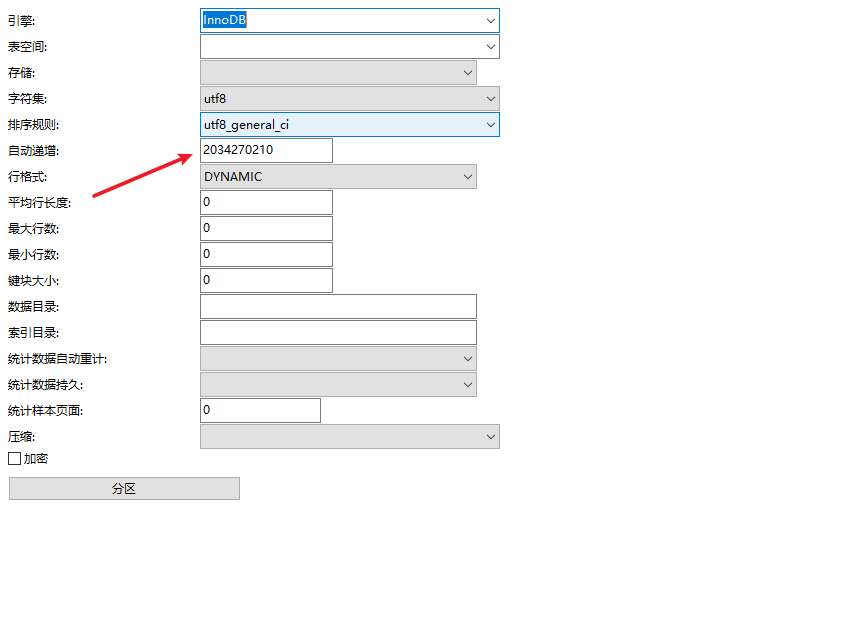 引擎: InnoDB
表空间:
存储:
字符集: utf8
排序规则: utf8_general_ci
自动递增: 2034270210
行格式: DYNAMIC
平均行长度: 0
最大行数: 0
最小行数: 0
键块大小: 0
数据目录:
索引目录:
统计数据自动重计:
统计数据持久:
统计样本页面: 0
压缩:
加密
分区